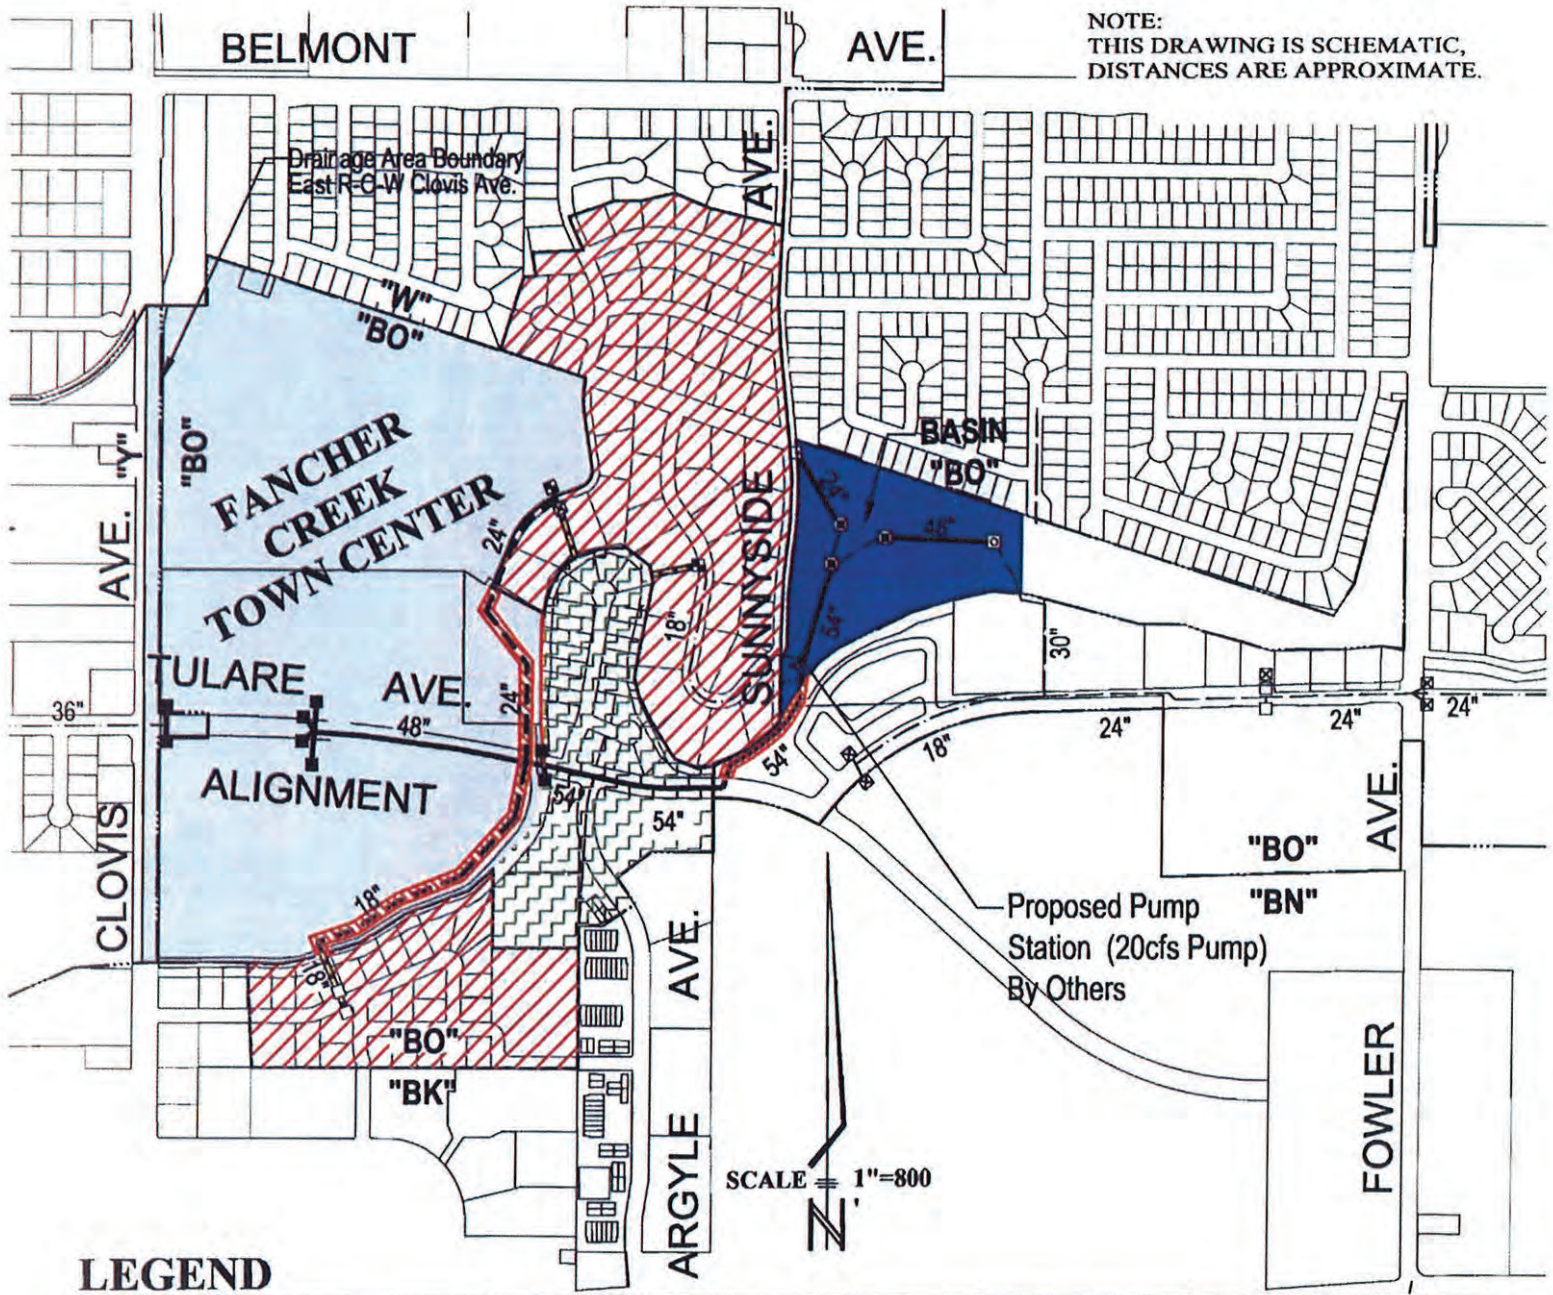 BELMONT
AVE.
NOTE:
THIS DRAWING IS SCHEMATIC,
DISTANCES ARE APPROXIMATE.
Drainage Area Boundary
East R-O-W Clovis Ave.
AVE.
"W"
"BO"
"Y"
"BO"
FANCHER
CREEK
TOWN CENTER
24"
BASIN
"BO"
24"
48"
54"
SUNNYSIDE
AVE.
18"
30"
TULARE
AVE.
24"
36"
48"
24"
24"
24"
18"
54"
ALIGNMENT
54"
54"
CLOVIS
18"
18"
"BO"
"BN"
AVE.
Proposed Pump
Station (20cfs Pump)
By Others
AVE.
"BO"
"BK"
ARGYLE
FOWLER
SCALE 1"=800
'
N
LEGEND